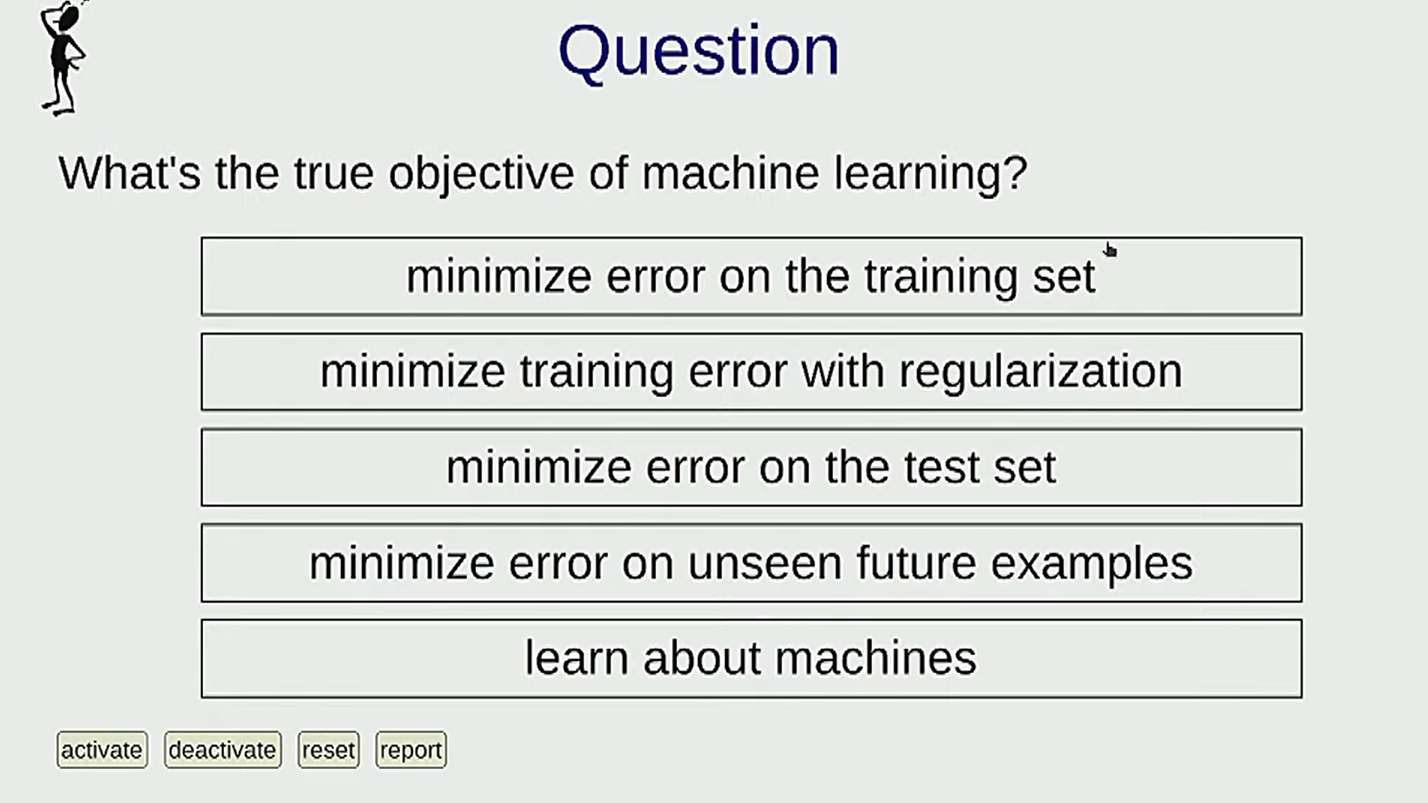 Question
What's the true objective of machine learning?
minimize error on the training set
minimize training error with regularization
minimize error on the test set
minimize error on unseen future examples
learn about machines
activate deactivate reset report